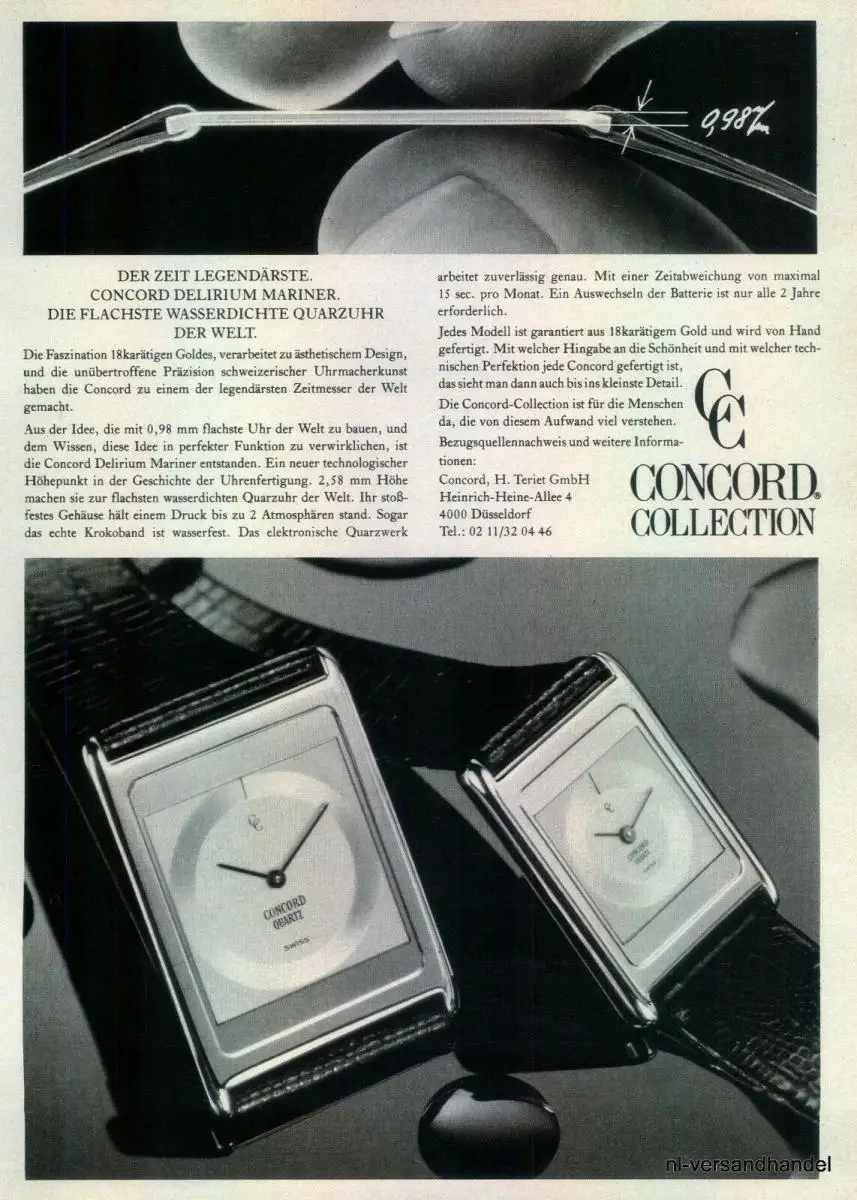 0,98 m/m
DER ZEIT LEGENDÄRSTE.
CONCORD DELIRIUM MARINER.
DIE FLACHSTE WASSERDICHTE QUARZUHR
DER WELT.
Die Faszination 18karätigen Goldes, verarbeitet zu ästhetischem Design,
und die unübertroffene Präzision schweizerischer Uhrmacherkunst
haben die Concord zu einem der legendärsten Zeitmesser der Welt
gemacht.
Aus der Idee, die mit 0,98 mm flachste Uhr der Welt zu bauen, und
dem Wissen, diese Idee in perfekter Funktion zu verwirklichen, ist
die Concord Delirium Mariner entstanden. Ein neuer technologischer
Höhepunkt in der Geschichte der Uhrenfertigung. 2,58 mm Höhe
machen sie zur flachsten wasserdichten Quarzuhr der Welt. Ihr stoß-
festes Gehäuse hält einem Druck bis zu 2 Atmosphären stand. Sogar
das echte Krokoband ist wasserfest. Das elektronische Quarzwerk
arbeitet zuverlässig genau. Mit einer Zeitabweichung von maximal
15 sec. pro Monat. Ein Auswechseln der Batterie ist nur alle 2 Jahre
erforderlich.
Jedes Modell ist garantiert aus 18karätigem Gold und wird von Hand
gefertigt. Mit welcher Hingabe an die Schönheit und mit welcher tech-
nischen Perfektion jede Concord gefertigt ist,
das sieht man dann auch bis ins kleinste Detail.
Die Concord-Collection ist für die Menschen
da, die von diesem Aufwand viel verstehen.
Bezugsquellennachweis und weitere Informa-
tionen:
Concord, H. Teriet GmbH
Heinrich-Heine-Allee 4
4000 Düsseldorf
Tel.: 02 11/32 04 46
CC
CONCORD®
COLLECTION
CC
CONCORD
QUARTZ
SWISS
CC
CONCORD
QUARTZ
SWISS
nl-versandhandel